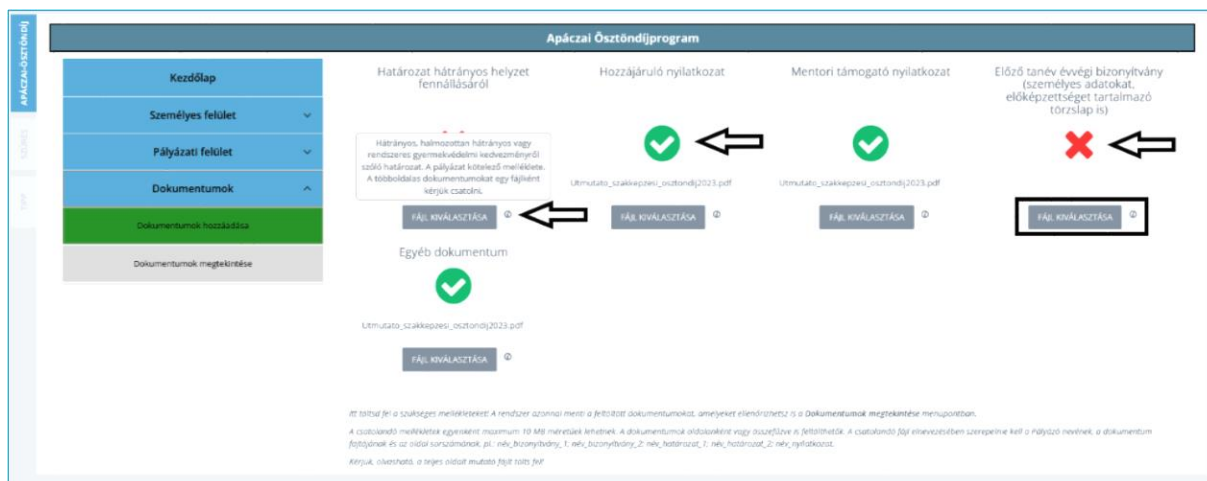 APÁCZAI-ÖSZTÖNDÍJ
Apáczai Ösztöndíjprogram
Kezdőlap
Személyes felület
Pályázati felület
Dokumentumok
Dokumentumok hozzáadása
Dokumentumok megtekintése
Határozat hátrányos helyzet
fennállásáról
Hátrányos, halmozottan hátrányos vagy
rendszeres gyermekvédelmi kedvezményről
szóló határozat. A pályázat kötelező melléklete.
A többoldalas dokumentumokat egy fájlként
kérjük csatolni.
FÁJL KIVÁLASZTÁSA
Hozzájáruló nyilatkozat
Utmutato_szakkepzesi_osztondij2023.pdf
FÁJL KIVÁLASZTÁSA
Mentori támogató nyilatkozat
Utmutato_szakkepzesi_osztondij2023.pdf
FÁJL KIVÁLASZTÁSA
Előző tanév évvégi bizonyítvány
(személyes adatokat,
előképzettséget tartalmazó
törzslap is)
FÁJL KIVÁLASZTÁSA
Egyéb dokumentum
Utmutato_szakkepzesi_osztondij2023.pdf
FÁJL KIVÁLASZTÁSA
Itt töltsd fel a szükséges mellékleteket! A rendszer azonnal menti a feltöltött dokumentumokat, amelyeket ellenőrizhetsz is a Dokumentumok megtekintése menüpontban.
A csatolandó mellékletek egyenként maximum 10 MB méretűek lehetnek. A dokumentumok oldalanként vagy összefűzve is feltölthetők. A csatolandó fájl elnevezésében szerepelnie kell a Pályázó nevének, a dokumentum
fajtájának és az oldal sorszámának, pl.: név_bizonyítvány_1; név_bizonyítvány_2; név_határozat_1; név_határozat_2; név_nyilatkozat.
Kérjük, olvasható, a teljes oldalt mutató fájlt tölts fel!